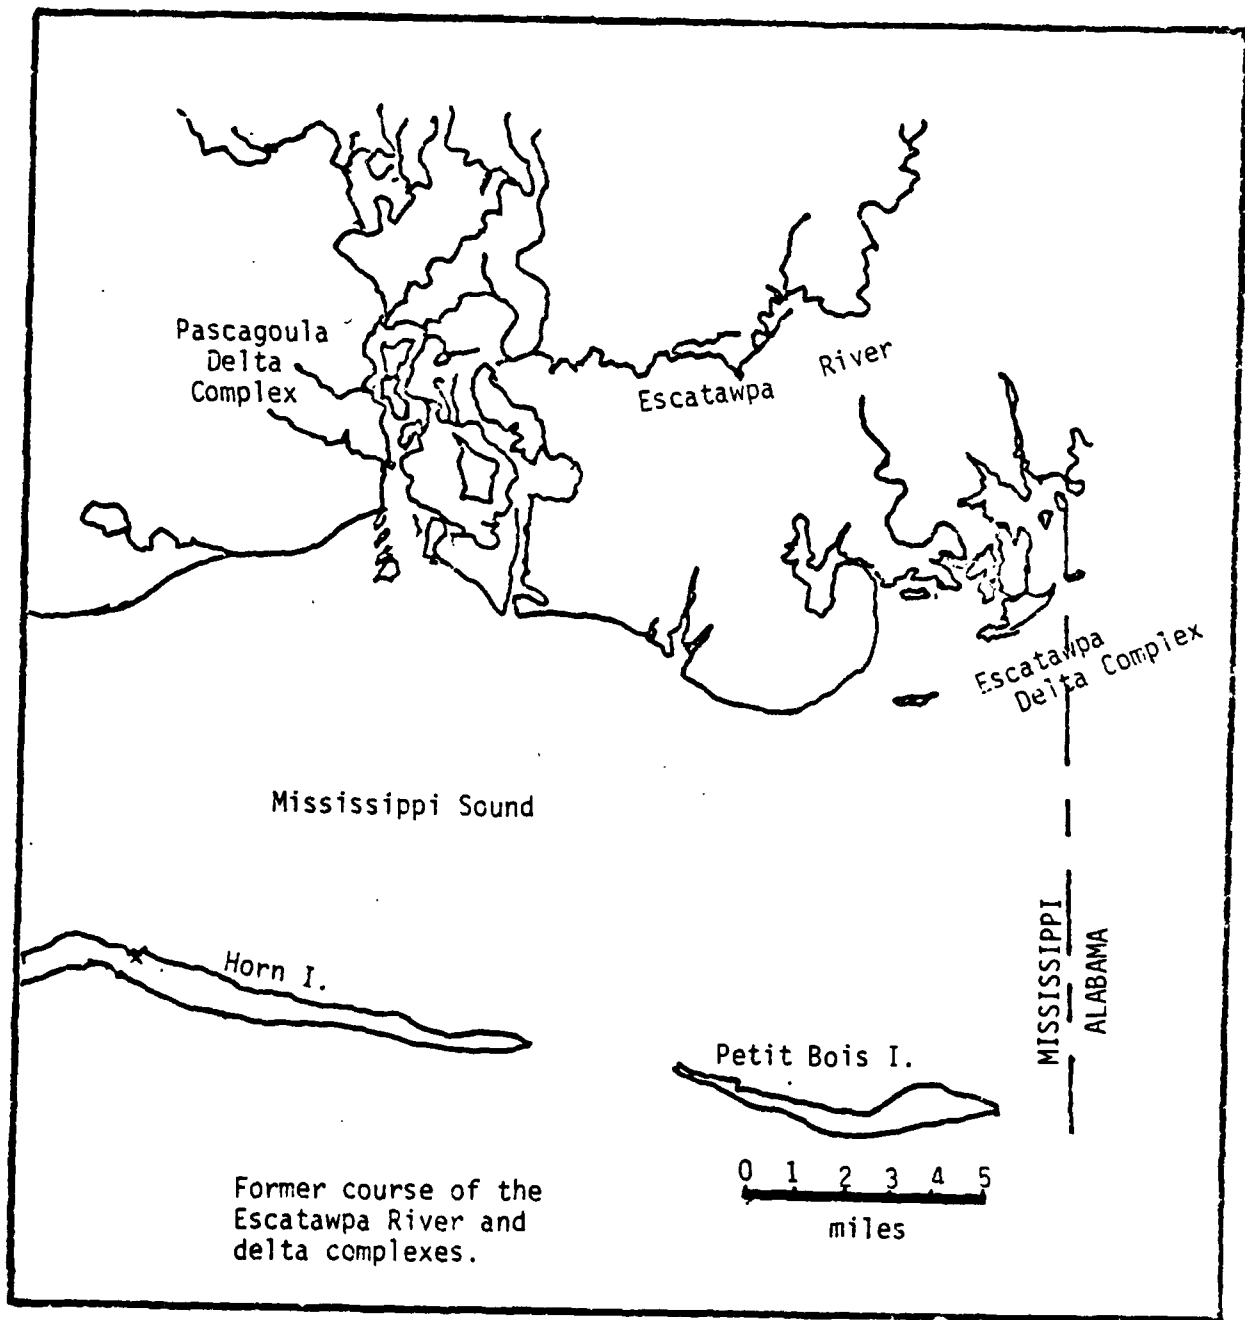 Pascagoula
Delta
Complex
Escatawpa River
Escatawpa
Delta Complex
Mississippi Sound
Horn I.
Petit Bois I.
MISSISSIPPI
ALABAMA
0 1 2 3 4 5
miles
Former course of the
Escatawpa River and
delta complexes.